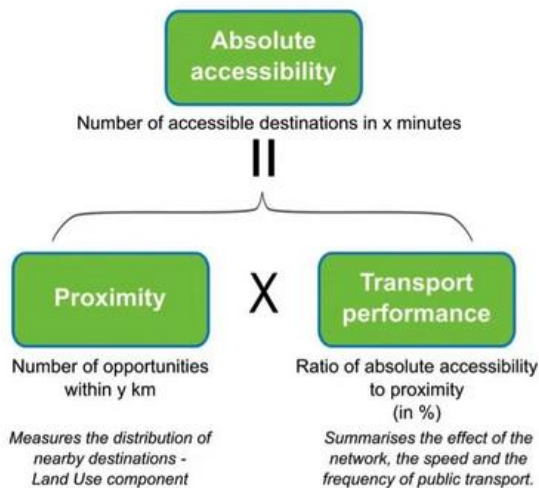 Absolute
accessibility
Number of accessible destinations in x minutes
=
Proximity
X
Transport
performance
Number of opportunities
within y km
Ratio of absolute accessibility
to proximity
(in %)
Measures the distribution of
nearby destinations -
Land Use component
Summarises the effect of the
network, the speed and the
frequency of public transport.